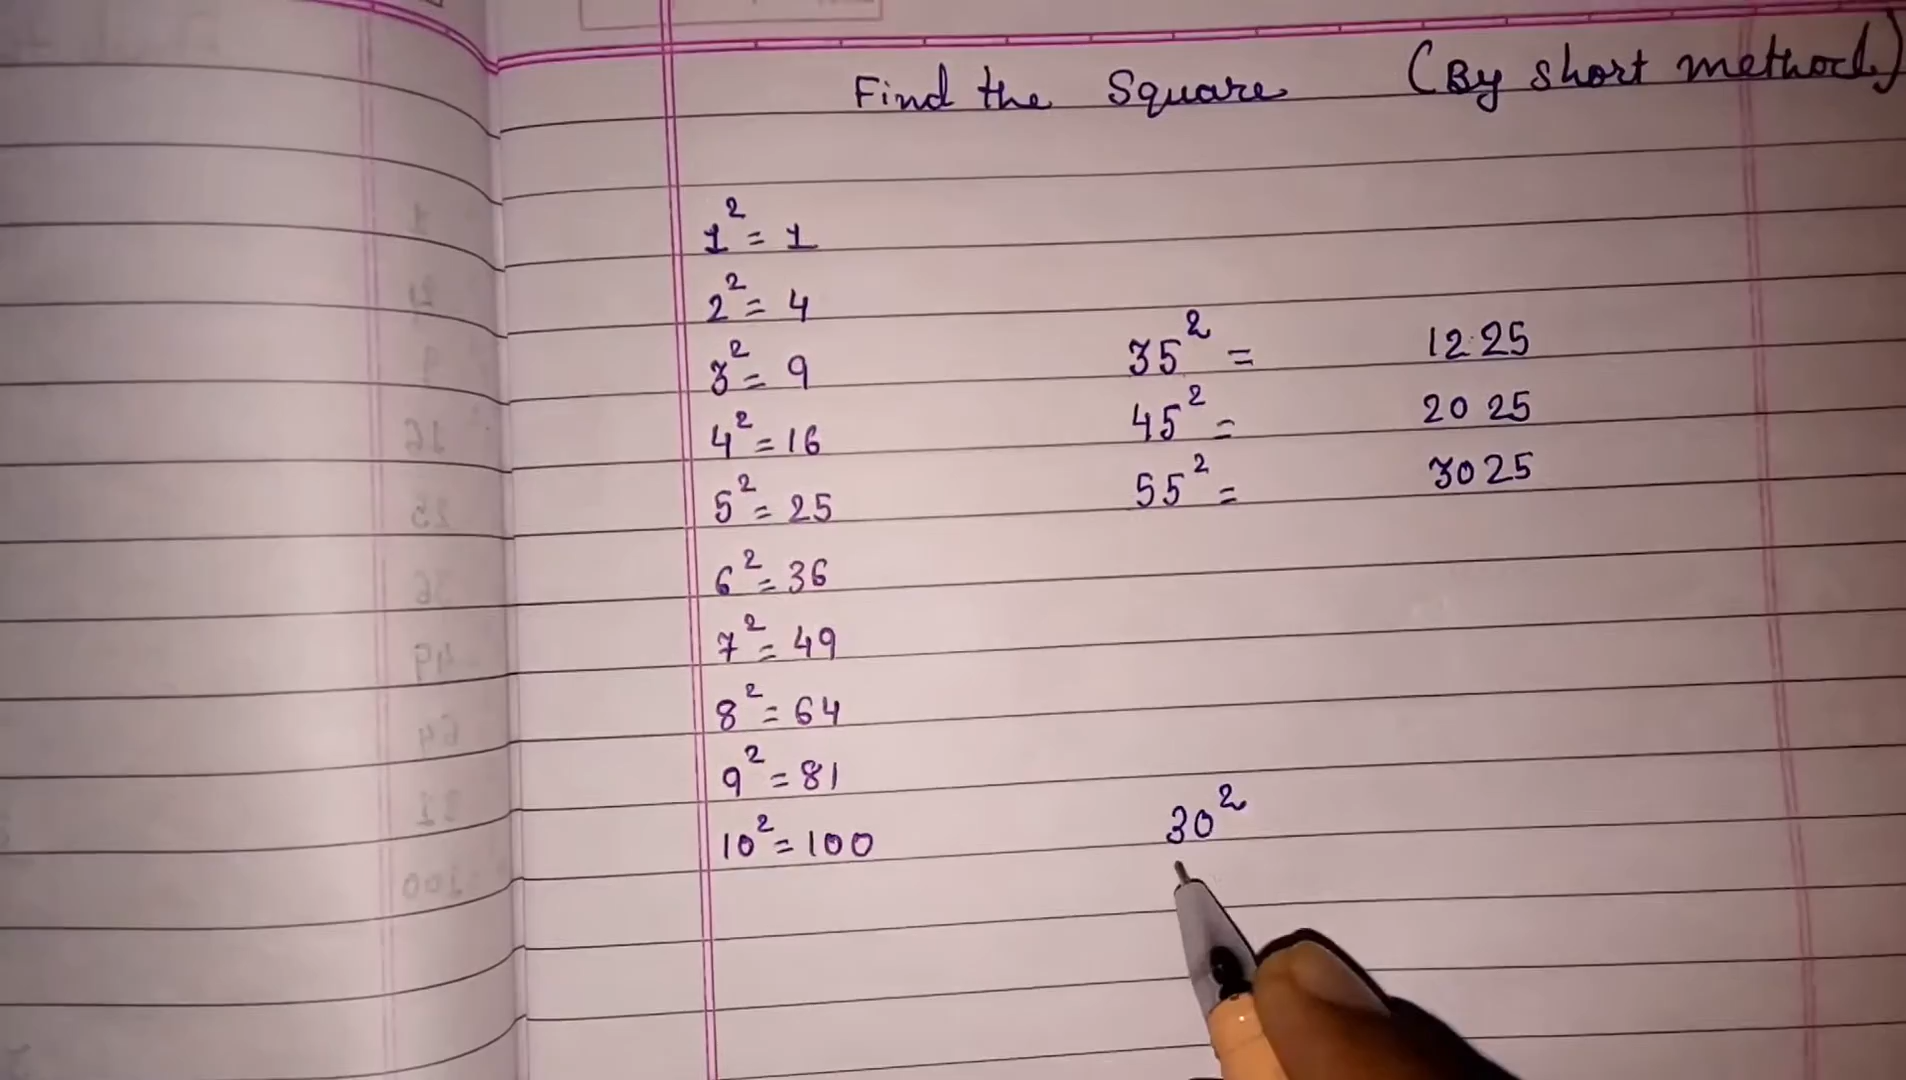 Find the Square (By short method)
1² = 1
2² = 4
3² = 9
4² = 16
5² = 25
6² = 36
7² = 49
8² = 64
9² = 81
10² = 100
35² = 1225
45² = 2025
55² = 3025
30²